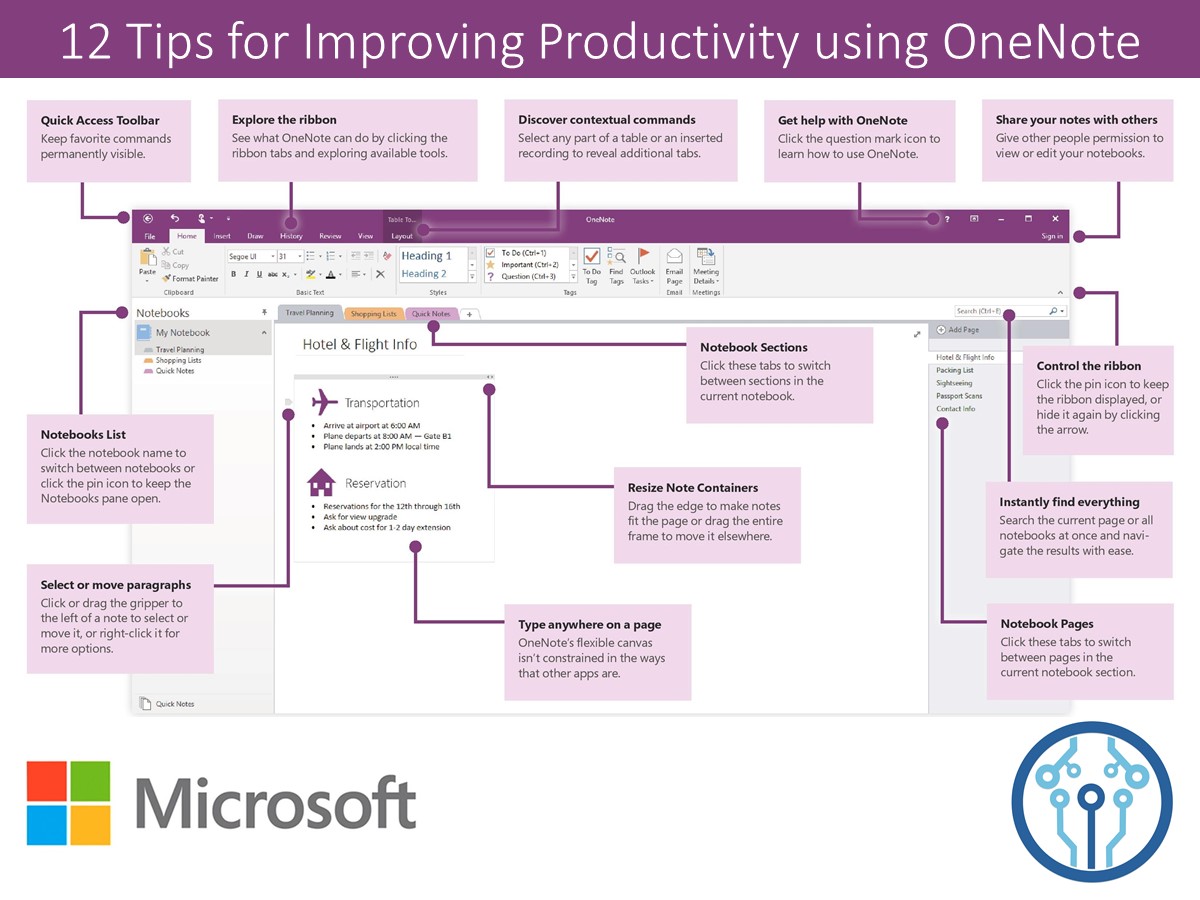 12 Tips for Improving Productivity using OneNote
Quick Access Toolbar
Keep favorite commands
permanently visible.
Explore the ribbon
See what OneNote can do by clicking the
ribbon tabs and exploring available tools.
Discover contextual commands
Select any part of a table or an inserted
recording to reveal additional tabs.
Get help with OneNote
Click the question mark icon to
learn how to use OneNote.
Share your notes with others
Give other people permission to
view or edit your notebooks.
Table To...
OneNote
?
File
Home
Insert
Draw
History
Review
View
Layout
Sign in
Paste
Cut
Copy
Format Painter
Clipboard
Segoe UI
31
B I U abc X₂
A
Basic Text
Heading 1
Heading 2
Styles
To Do (Ctrl+1)
Important (Ctrl+2)
? Question (Ctrl+3)
To Do
Tag
Find
Tags
Outlook
Tasks
Tags
Email
Page
Email
Meeting
Details
Meetings
Notebooks
Travel Planning
Shopping Lists
Quick Notes
+
Search (Ctrl+E)
My Notebook
Travel Planning
Shopping Lists
Quick Notes
Hotel & Flight Info
Transportation
Arrive at airport at 6:00 AM
Plane departs at 8:00 AM — Gate B1
Plane lands at 2:00 PM local time
Reservation
Reservations for the 12th through 16th
Ask for view upgrade
Ask about cost for 1-2 day extension
Add Page
Hotel & Flight Info
Packing List
Sightseeing
Passport Scans
Contact Info
Notebook Sections
Click these tabs to switch
between sections in the
current notebook.
Control the ribbon
Click the pin icon to keep
the ribbon displayed, or
hide it again by clicking
the arrow.
Notebooks List
Click the notebook name to
switch between notebooks or
click the pin icon to keep the
Notebooks pane open.
Resize Note Containers
Drag the edge to make notes
fit the page or drag the entire
frame to move it elsewhere.
Instantly find everything
Search the current page or all
notebooks at once and navi-
gate the results with ease.
Select or move paragraphs
Click or drag the gripper to
the left of a note to select or
move it, or right-click it for
more options.
Type anywhere on a page
OneNote's flexible canvas
isn't constrained in the ways
that other apps are.
Notebook Pages
Click these tabs to switch
between pages in the
current notebook section.
Quick Notes
Microsoft